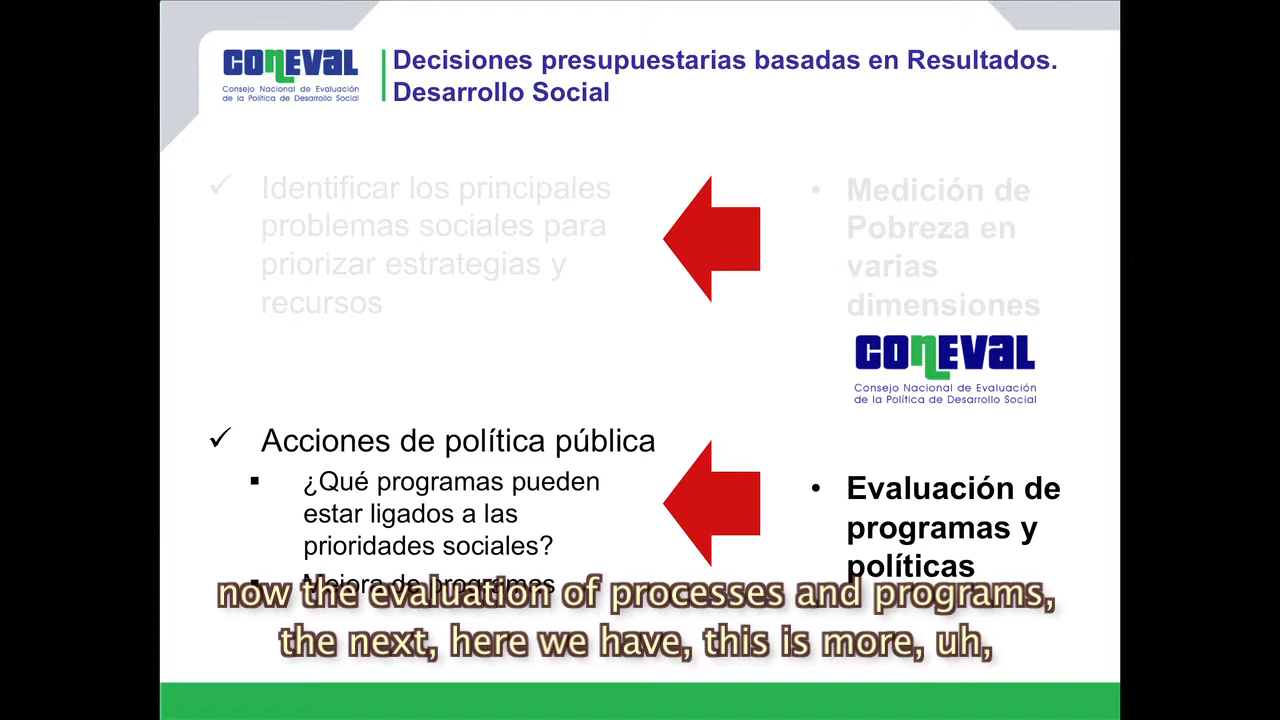 CONEVAL
Consejo Nacional de Evaluación
de la Política de Desarrollo Social
Decisiones presupuestarias basadas en Resultados.
Desarrollo Social
✓ Identificar los principales
problemas sociales para
priorizar estrategias y
recursos
• Medición de
Pobreza en
varias
dimensiones
CONEVAL
Consejo Nacional de Evaluación
de la Política de Desarrollo Social
✓ Acciones de política pública
▪ ¿Qué programas pueden
estar ligados a las
prioridades sociales?
▪ Mejora de programas
• Evaluación de
programas y
políticas
now the evaluation of processes and programs,
the next, here we have, this is more, uh,